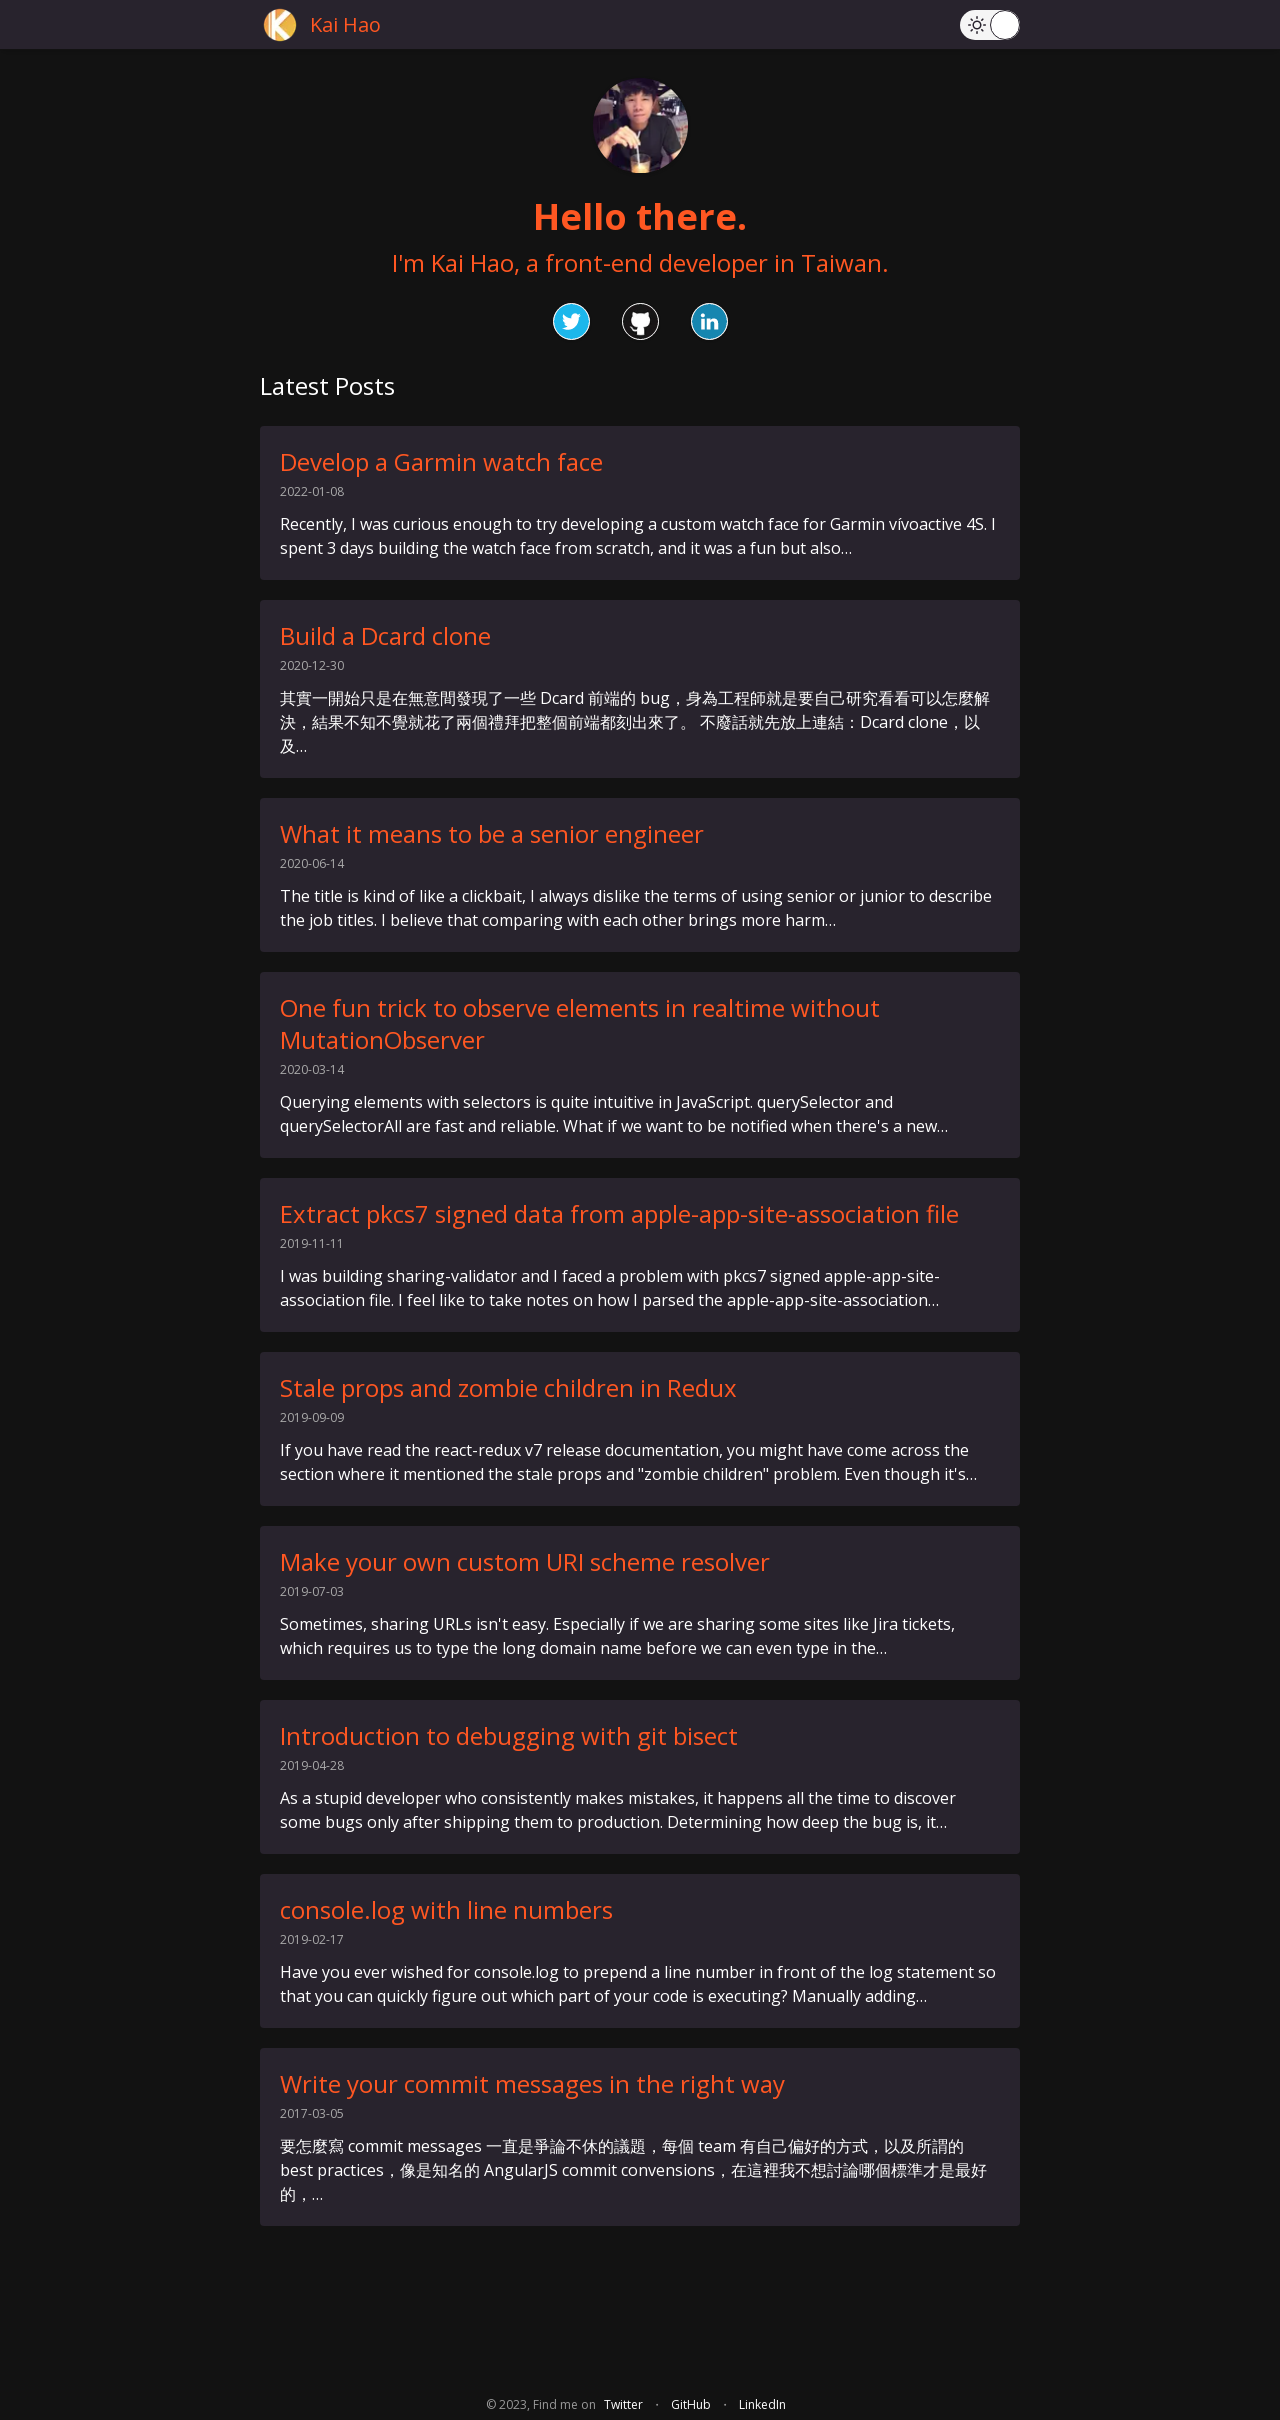 Kai Hao
Hello there.
I'm Kai Hao, a front-end developer in Taiwan.
Latest Posts
Develop a Garmin watch face
2022-01-08
Recently, I was curious enough to try developing a custom watch face for Garmin vívoactive 4S. I
spent 3 days building the watch face from scratch, and it was a fun but also…
Build a Dcard clone
2020-12-30
其實一開始只是在無意間發現了一些 Dcard 前端的 bug，身為工程師就是要自己研究看看可以怎麼解
決，結果不知不覺就花了兩個禮拜把整個前端都刻出來了。 不廢話就先放上連結：Dcard clone，以
及…
What it means to be a senior engineer
2020-06-14
The title is kind of like a clickbait, I always dislike the terms of using senior or junior to describe
the job titles. I believe that comparing with each other brings more harm…
One fun trick to observe elements in realtime without
MutationObserver
2020-03-14
Querying elements with selectors is quite intuitive in JavaScript. querySelector and
querySelectorAll are fast and reliable. What if we want to be notified when there's a new…
Extract pkcs7 signed data from apple-app-site-association file
2019-11-11
I was building sharing-validator and I faced a problem with pkcs7 signed apple-app-site-
association file. I feel like to take notes on how I parsed the apple-app-site-association…
Stale props and zombie children in Redux
2019-09-09
If you have read the react-redux v7 release documentation, you might have come across the
section where it mentioned the stale props and "zombie children" problem. Even though it's…
Make your own custom URI scheme resolver
2019-07-03
Sometimes, sharing URLs isn't easy. Especially if we are sharing some sites like Jira tickets,
which requires us to type the long domain name before we can even type in the…
Introduction to debugging with git bisect
2019-04-28
As a stupid developer who consistently makes mistakes, it happens all the time to discover
some bugs only after shipping them to production. Determining how deep the bug is, it…
console.log with line numbers
2019-02-17
Have you ever wished for console.log to prepend a line number in front of the log statement so
that you can quickly figure out which part of your code is executing? Manually adding…
Write your commit messages in the right way
2017-03-05
要怎麼寫 commit messages 一直是爭論不休的議題，每個 team 有自己偏好的方式，以及所謂的
best practices，像是知名的 AngularJS commit convensions，在這裡我不想討論哪個標準才是最好
的，…
© 2023, Find me on Twitter · GitHub · LinkedIn